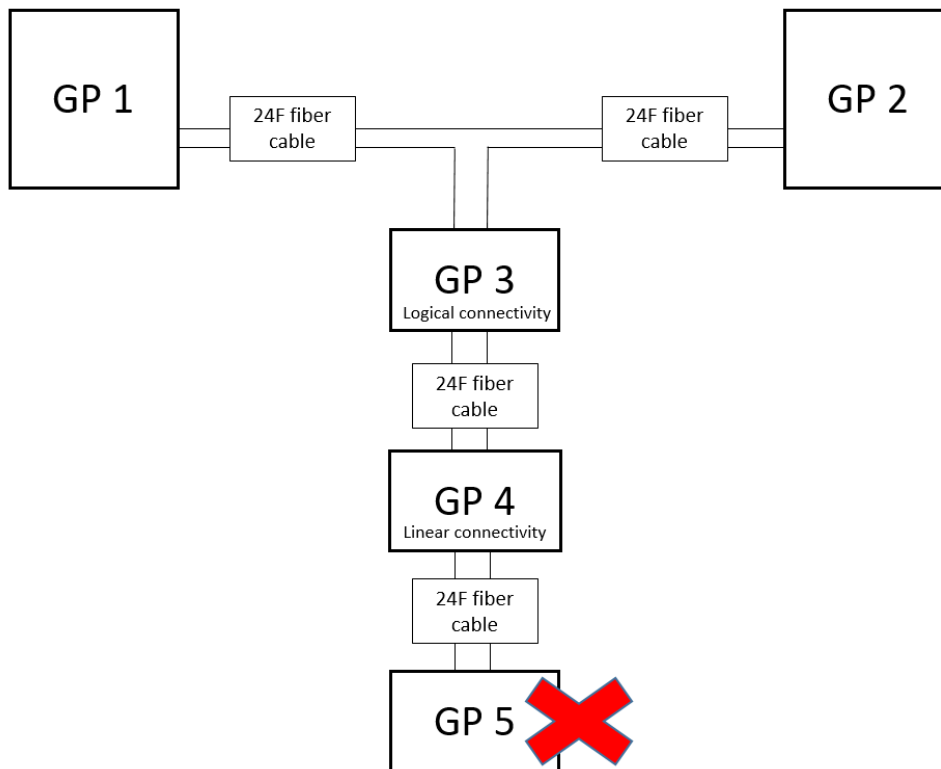 GP 1
24F fiber
cable
24F fiber
cable
GP 2
GP 3
Logical connectivity
24F fiber
cable
GP 4
Linear connectivity
24F fiber
cable
GP 5